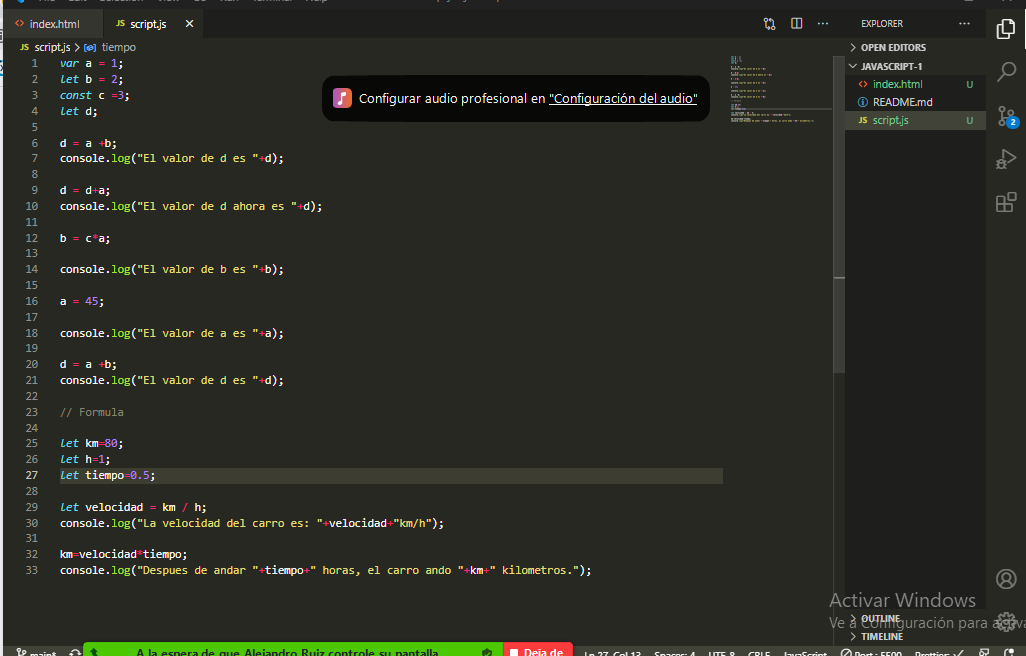 index.html
JS script.js
EXPLORER
JS script.js > tiempo
OPEN EDITORS
JAVASCRIPT-1
index.html U
README.md
JS script.js U
2
Configurar audio profesional en "Configuración del audio"
1 var a = 1;
2 let b = 2;
3 const c =3;
4 let d;
5
6 d = a +b;
7 console.log("El valor de d es "+d);
8
9 d = d+a;
10 console.log("El valor de d ahora es "+d);
11
12 b = c*a;
13
14 console.log("El valor de b es "+b);
15
16 a = 45;
17
18 console.log("El valor de a es "+a);
19
20 d = a +b;
21 console.log("El valor de d es "+d);
22
23 // Formula
24
25 let km=80;
26 let h=1;
27 let tiempo=0.5;
28
29 let velocidad = km / h;
30 console.log("La velocidad del carro es: "+velocidad+"km/h");
31
32 km=velocidad*tiempo;
33 console.log("Despues de andar "+tiempo+" horas, el carro ando "+km+" kilometros.");
Activar Windows
Ve a Configuración para activa
OUTLINE
TIMELINE
main*
A la espera de que Alejandro Ruiz controle su pantalla
Deja de
Ln 27, Col 13 Spaces: 4 UTF-8 CRLF JavaScript Port : 5500 Prettier